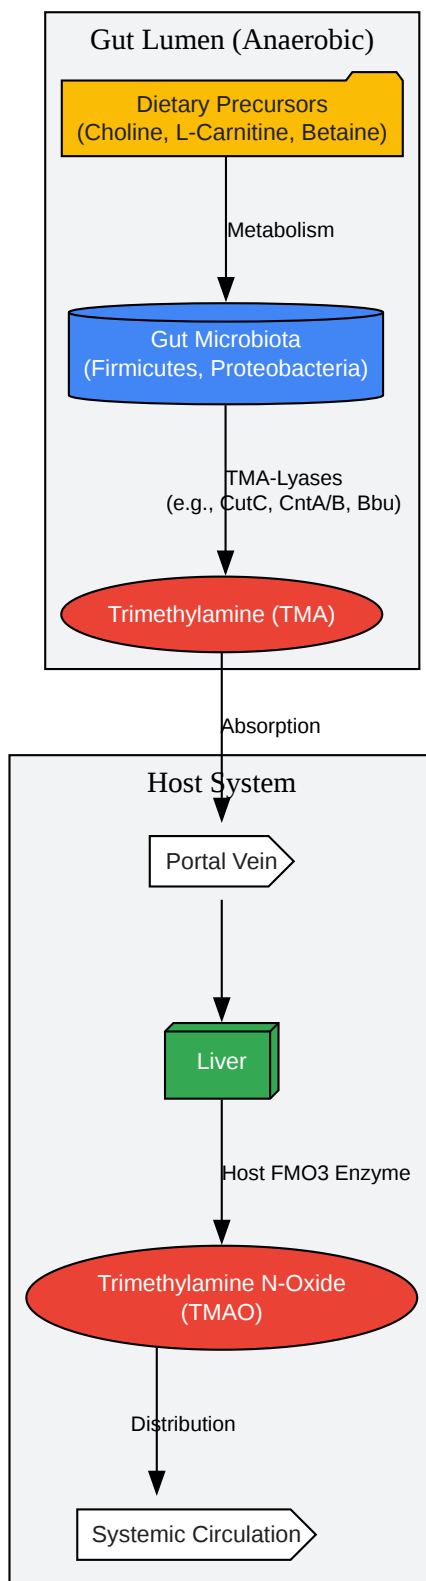 Gut Lumen (Anaerobic)
Dietary Precursors
(Choline, L-Carnitine, Betaine)
Metabolism
Gut Microbiota
(Firmicutes, Proteobacteria)
TMA-Lyases
(e.g., CutC, CntA/B, Bbu)
Trimethylamine (TMA)
Absorption
Host System
Portal Vein
Liver
Host FMO3 Enzyme
Trimethylamine N-Oxide
(TMAO)
Distribution
Systemic Circulation